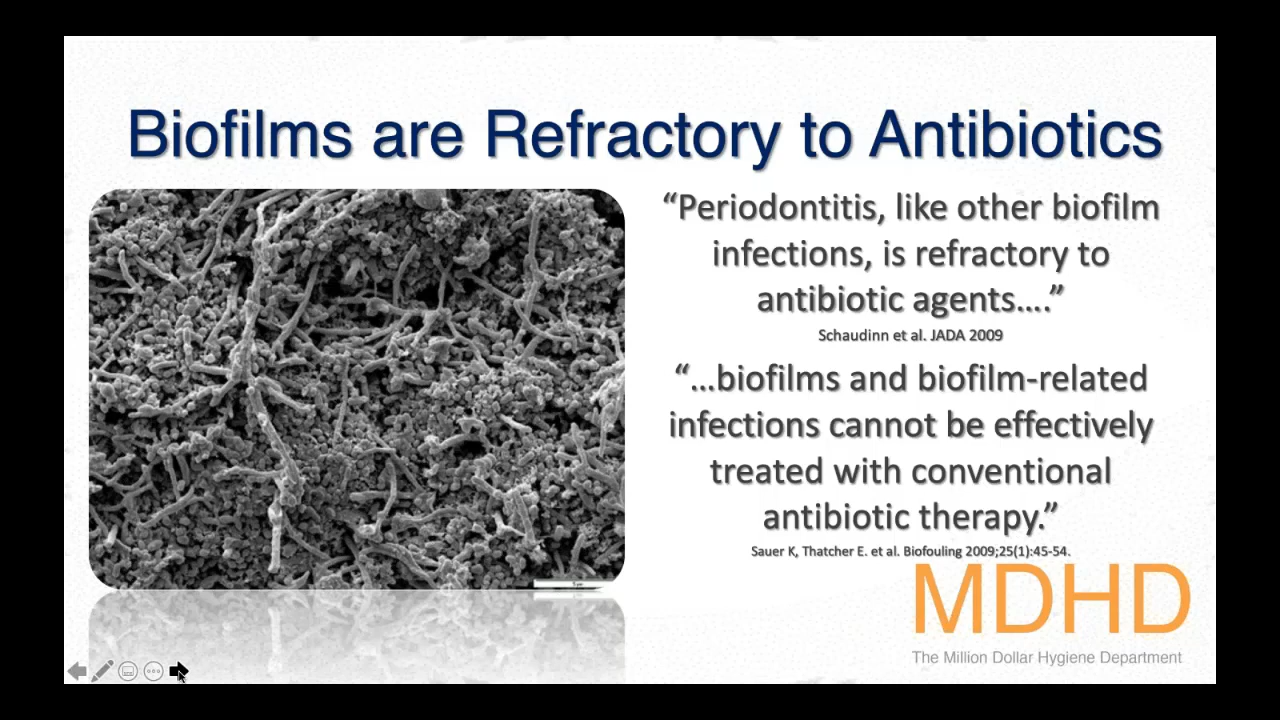 Biofilms are Refractory to Antibiotics
“Periodontitis, like other biofilm
infections, is refractory to
antibiotic agents....”
Schaudinn et al. JADA 2009
“...biofilms and biofilm-related
infections cannot be effectively
treated with conventional
antibiotic therapy.”
Sauer K, Thatcher E. et al. Biofouling 2009;25(1):45-54.
MDHD
The Million Dollar Hygiene Department